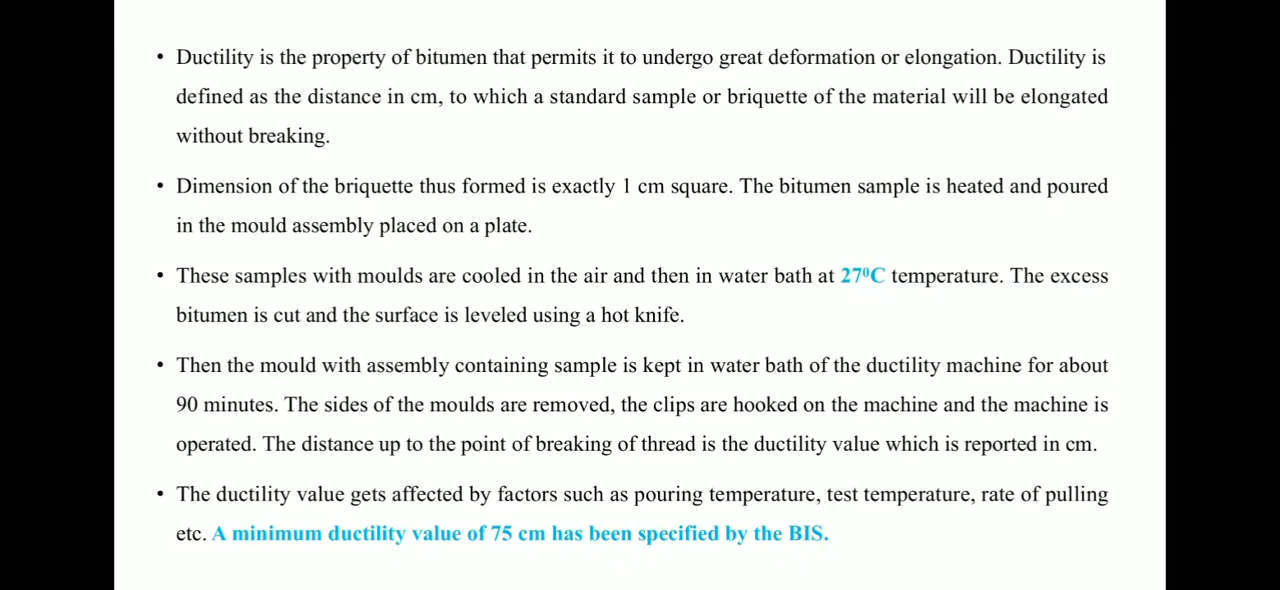 • Ductility is the property of bitumen that permits it to undergo great deformation or elongation. Ductility is
defined as the distance in cm, to which a standard sample or briquette of the material will be elongated
without breaking.
• Dimension of the briquette thus formed is exactly 1 cm square. The bitumen sample is heated and poured
in the mould assembly placed on a plate.
• These samples with moulds are cooled in the air and then in water bath at 27⁰C temperature. The excess
bitumen is cut and the surface is leveled using a hot knife.
• Then the mould with assembly containing sample is kept in water bath of the ductility machine for about
90 minutes. The sides of the moulds are removed, the clips are hooked on the machine and the machine is
operated. The distance up to the point of breaking of thread is the ductility value which is reported in cm.
• The ductility value gets affected by factors such as pouring temperature, test temperature, rate of pulling
etc. A minimum ductility value of 75 cm has been specified by the BIS.